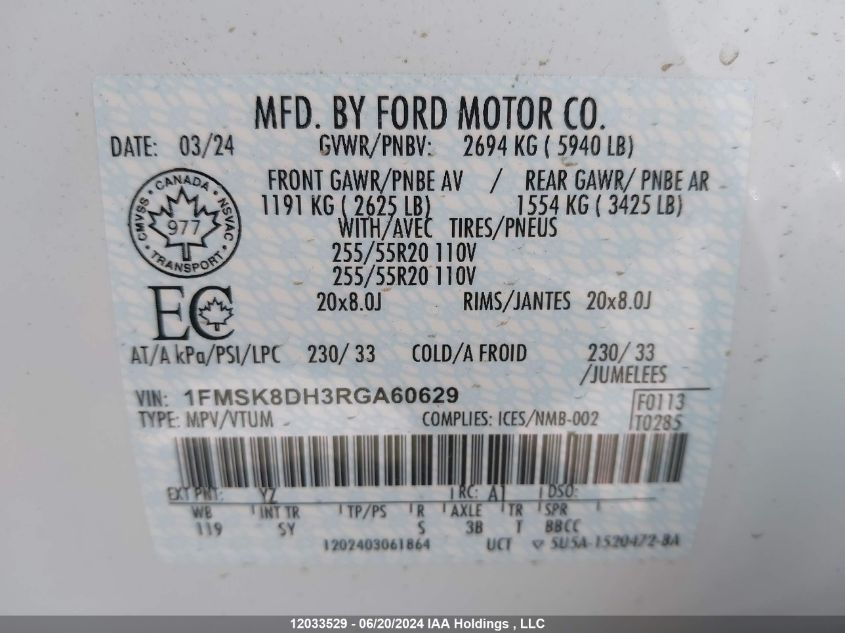 MFD. BY FORD MOTOR CO.
DATE: 03/24 GVWR/PNBV: 2694 KG ( 5940 LB)
FRONT GAWR/PNBE AV / REAR GAWR/ PNBE AR
1191 KG ( 2625 LB) 1554 KG ( 3425 LB)
WITH/AVEC TIRES/PNEUS
255/55R20 110V
255/55R20 110V
20x8.0J RIMS/JANTES 20x8.0J
CANADA
CMVSS NSVAC
977
TRANSPORT
EC
AT/A kPa/PSI/LPC 230/ 33 COLD/A FROID 230/ 33
/JUMELEES
VIN: 1FMSK8DH3RGA60629
F0113
TYPE: MPV/VTUM COMPLIES: ICES/NMB-002
T0285
EXT PNT: YZ RC: A1 DSO:
WB INT TR TP/PS R AXLE TR SPR
119 SY S 3B T BBCC
1202403061864 UCT 5U5A-1520472-BA
12033529 - 06/20/2024 IAA Holdings , LLC